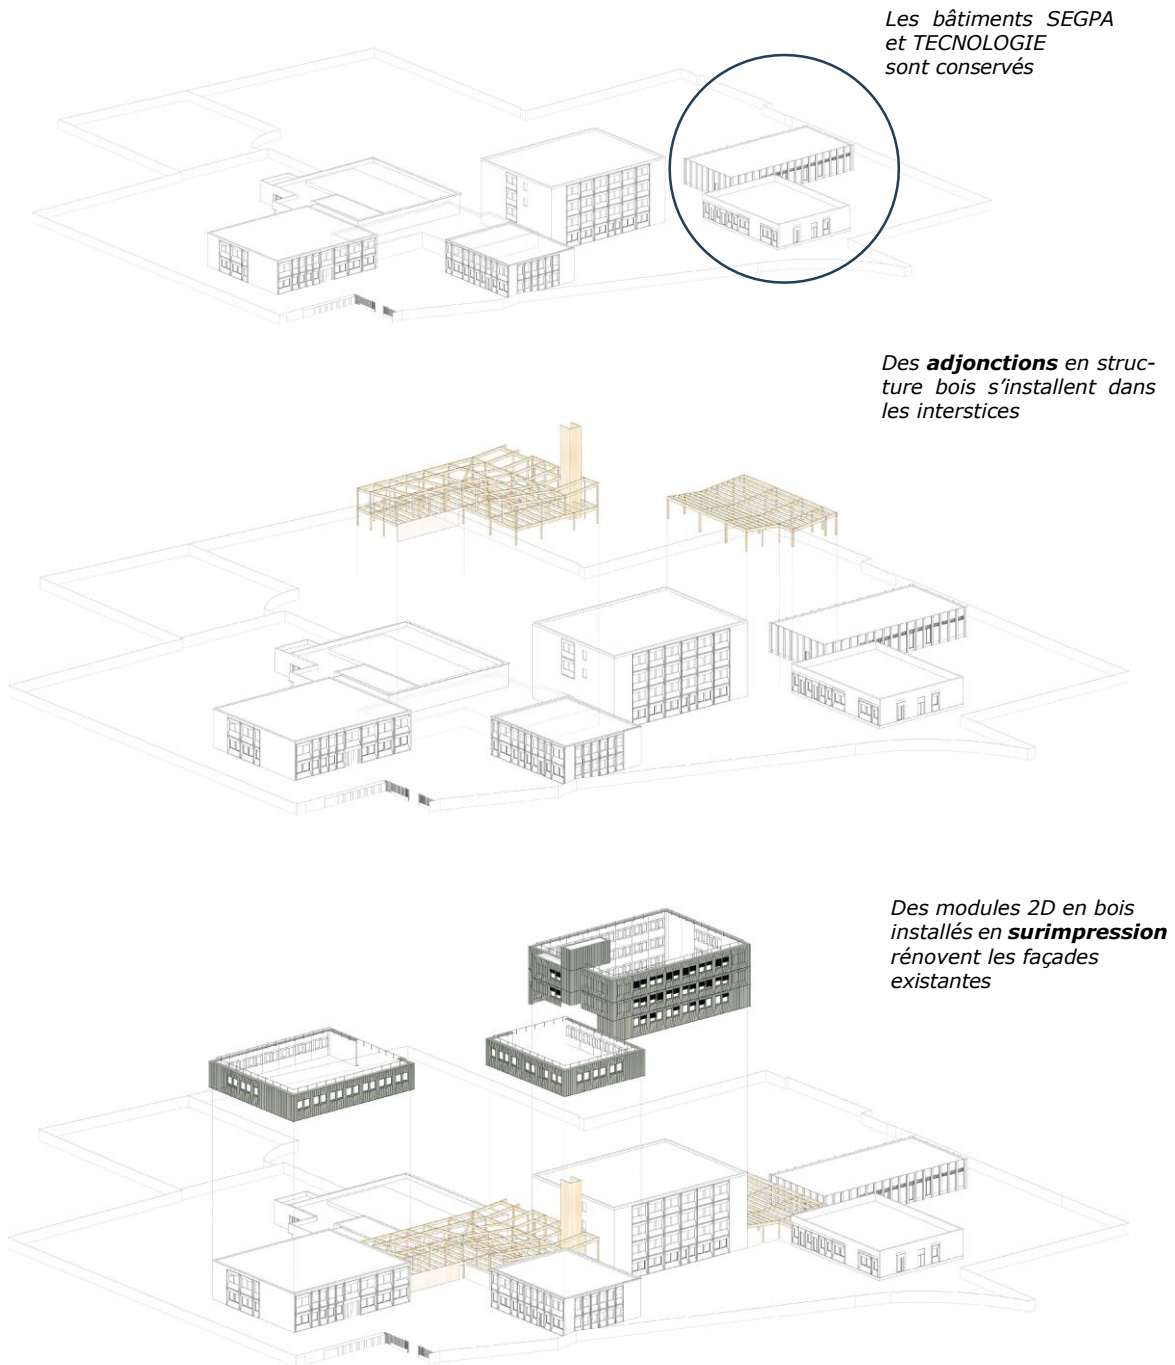 Les bâtiments SEGPA
et TECNOLOGIE
sont conservés
Des adjonctions en struc-
ture bois s’installent dans
les interstices
Des modules 2D en bois
installés en surimpression
rénovent les façades
existantes